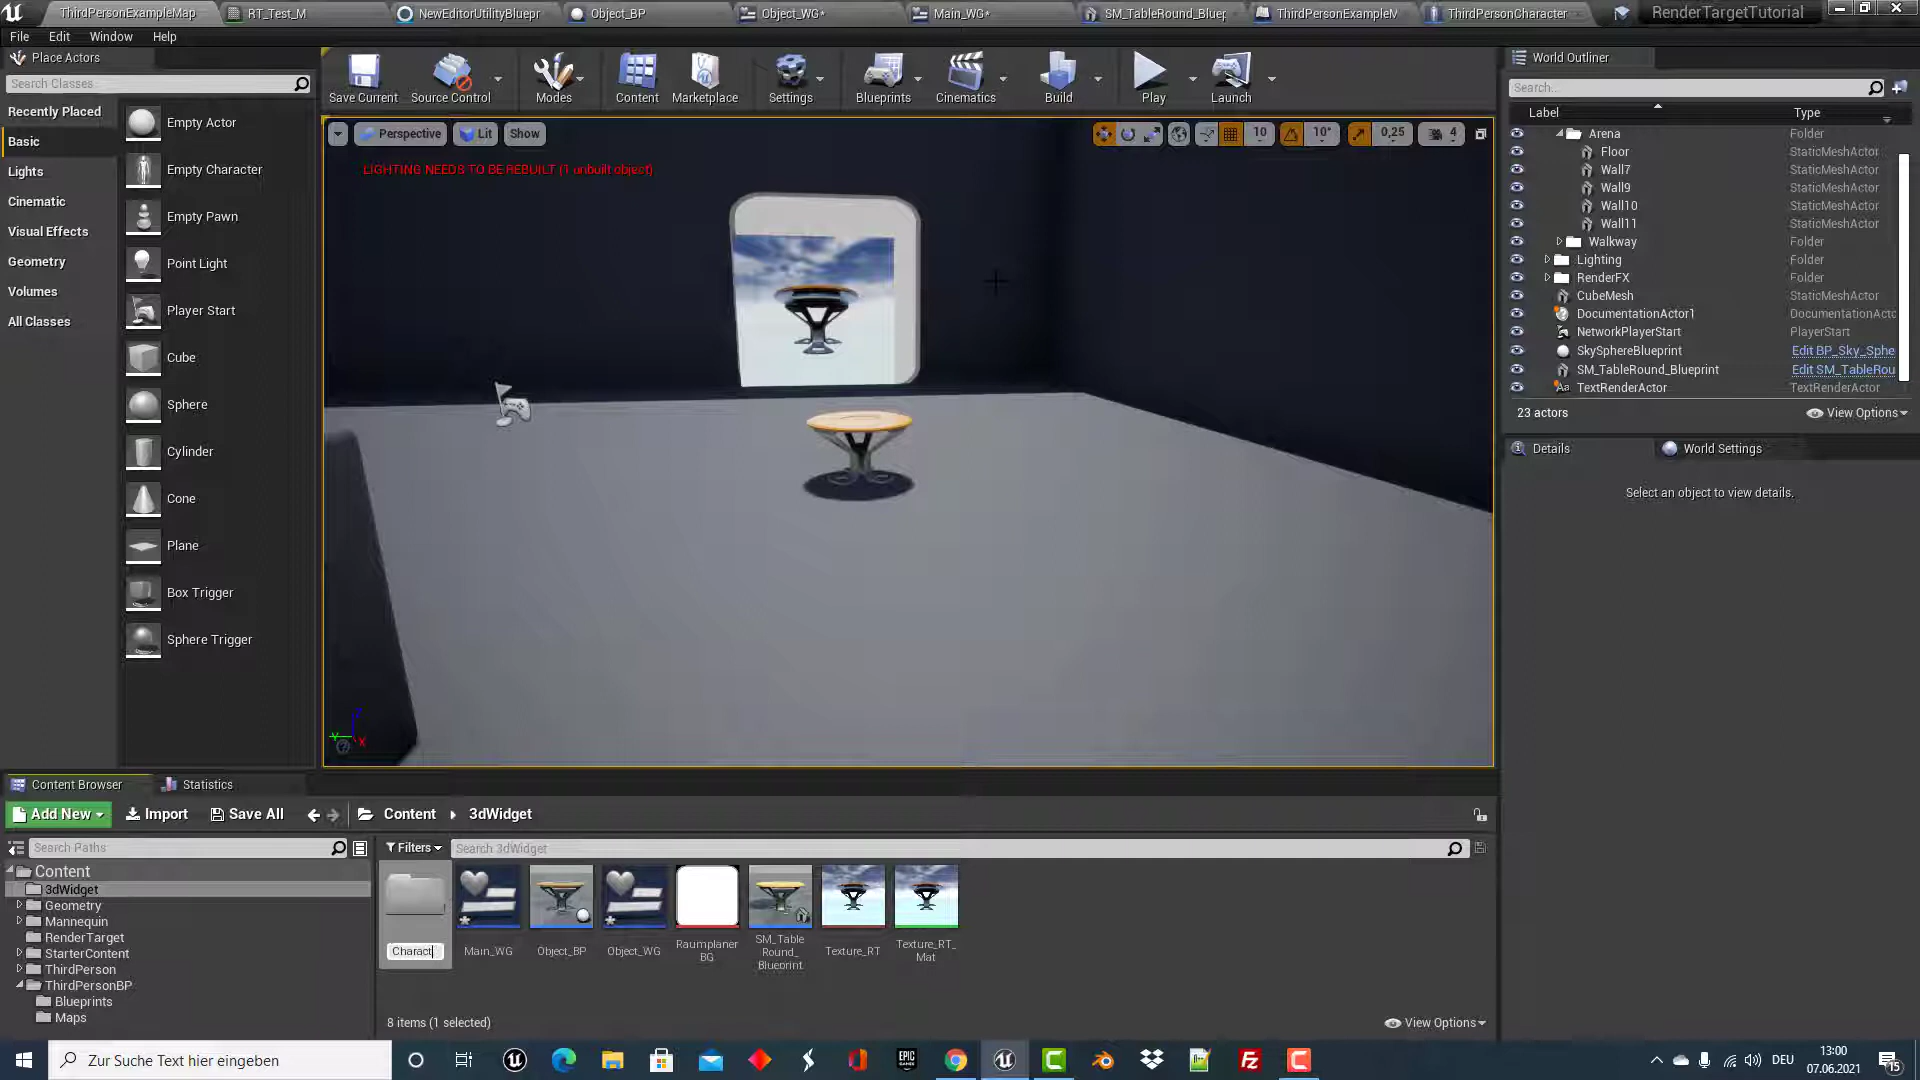 ThirdPersonExampleMap
RT_Test_M
NewEditorUtilityBluepr
Object_BP
Object_WG*
Main_WG*
SM_TableRound_Bluep
ThirdPersonExampleM
ThirdPersonCharacter
RenderTargetTutorial
File Edit Window Help
Place Actors
Search Classes
Recently Placed
Basic
Lights
Cinematic
Visual Effects
Geometry
Volumes
All Classes
Empty Actor
Empty Character
Empty Pawn
Point Light
Player Start
Cube
Sphere
Cylinder
Cone
Plane
Box Trigger
Sphere Trigger
Save Current
Source Control
Modes
Content
Marketplace
Settings
Blueprints
Cinematics
Build
Play
Launch
Perspective
Lit
Show
10
10°
0,25
4
LIGHTING NEEDS TO BE REBUILT (1 unbuilt object)
Z
Y
X
World Outliner
Search...
Label Type
Arena Folder
Floor StaticMeshActor
Wall7 StaticMeshActor
Wall9 StaticMeshActor
Wall10 StaticMeshActor
Wall11 StaticMeshActor
Walkway Folder
Lighting Folder
RenderFX Folder
CubeMesh StaticMeshActor
DocumentationActor1 DocumentationActo
NetworkPlayerStart PlayerStart
SkySphereBlueprint Edit BP_Sky_Sphe
SM_TableRound_Blueprint Edit SM_TableRou
TextRenderActor TextRenderActor
23 actors
View Options
Details
World Settings
Select an object to view details.
Content Browser
Statistics
Add New
Import
Save All
Content
3dWidget
Search Paths
Content
3dWidget
Geometry
Mannequin
RenderTarget
StarterContent
ThirdPerson
ThirdPersonBP
Blueprints
Maps
Filters
Search 3dWidget
Charact
Main_WG
Object_BP
Object_WG
Raumplaner
BG
SM_Table
Round_
Blueprint
Texture_RT
Texture_RT_
Mat
8 items (1 selected)
View Options
Zur Suche Text hier eingeben
EPIC
GAMES
DEU
13:00
07.06.2021
15